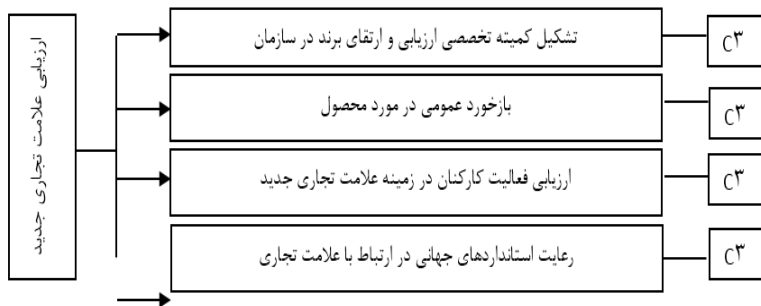 ارزیابی علامت تجاری جدید
تشکیل کمیته تخصصی ارزیابی و ارتقای برند در سازمان
C۳
بازخورد عمومی در مورد محصول
C۳
ارزیابی فعالیت کارکنان در زمینه علامت تجاری جدید
C۳
رعایت استانداردهای جهانی در ارتباط با علامت تجاری
C۳